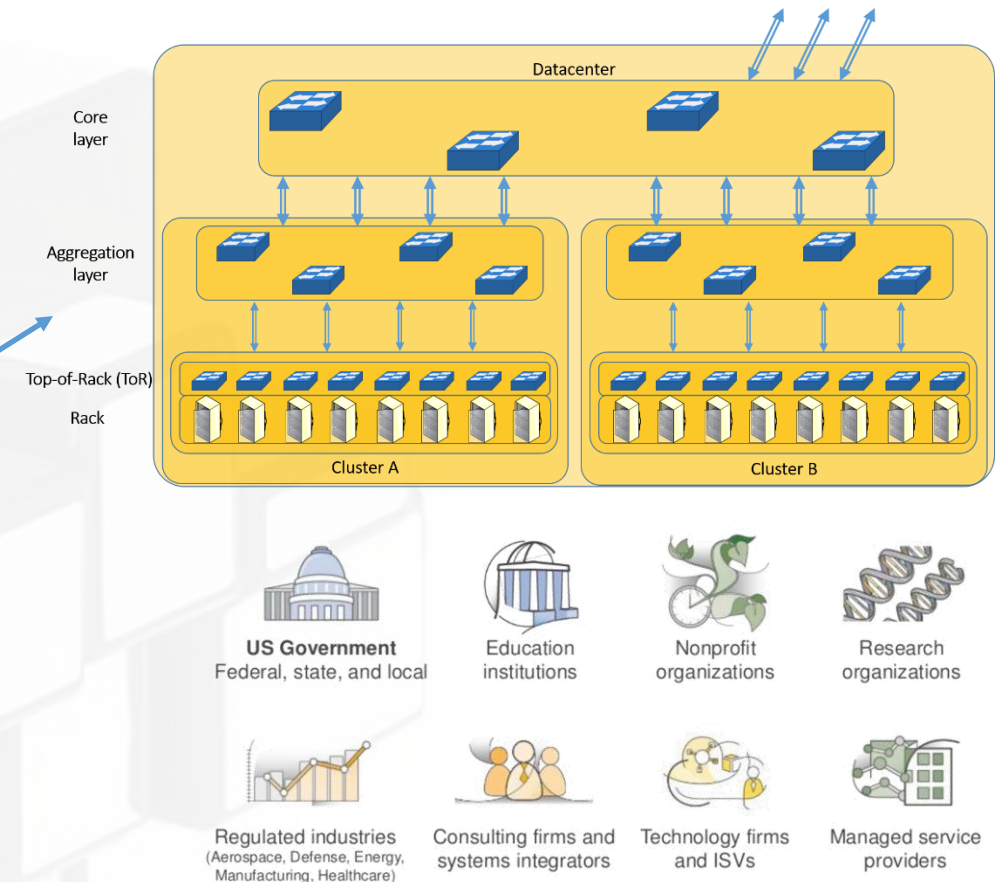 Datacenter
Core
layer
Aggregation
layer
Top-of-Rack (ToR)
Rack
Cluster A
Cluster B
US Government
Federal, state, and local
Education
institutions
Nonprofit
organizations
Research
organizations
Regulated industries
(Aerospace, Defense, Energy,
Manufacturing, Healthcare)
Consulting firms and
systems integrators
Technology firms
and ISVs
Managed service
providers